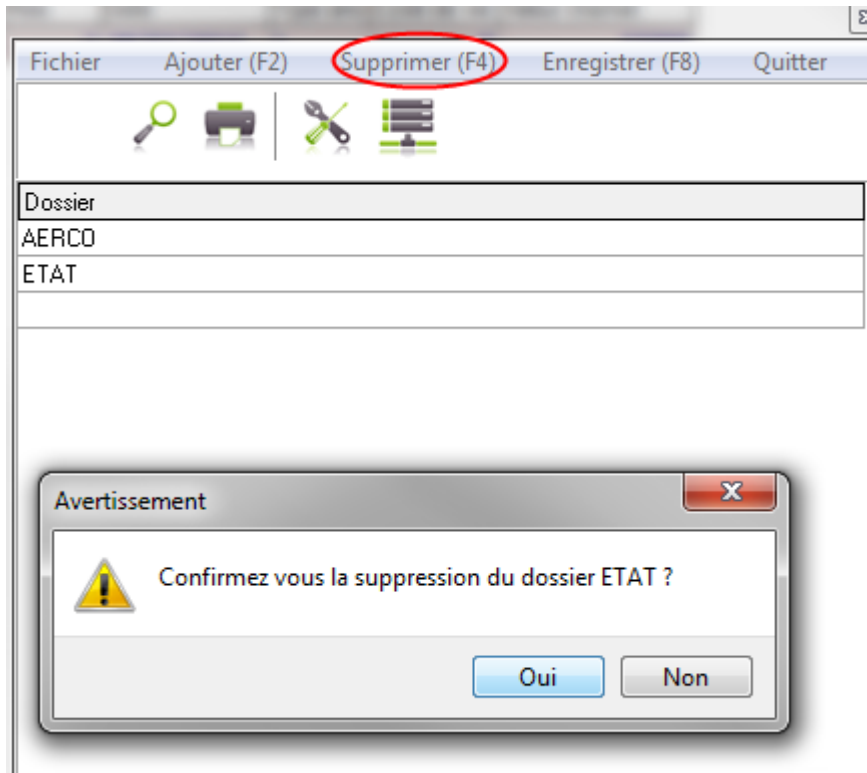 Fichier Ajouter (F2) Supprimer (F4) Enregistrer (F8) Quitter
Dossier
AERCO
ETAT
Avertissement
Confirmez vous la suppression du dossier ETAT ?
Oui Non